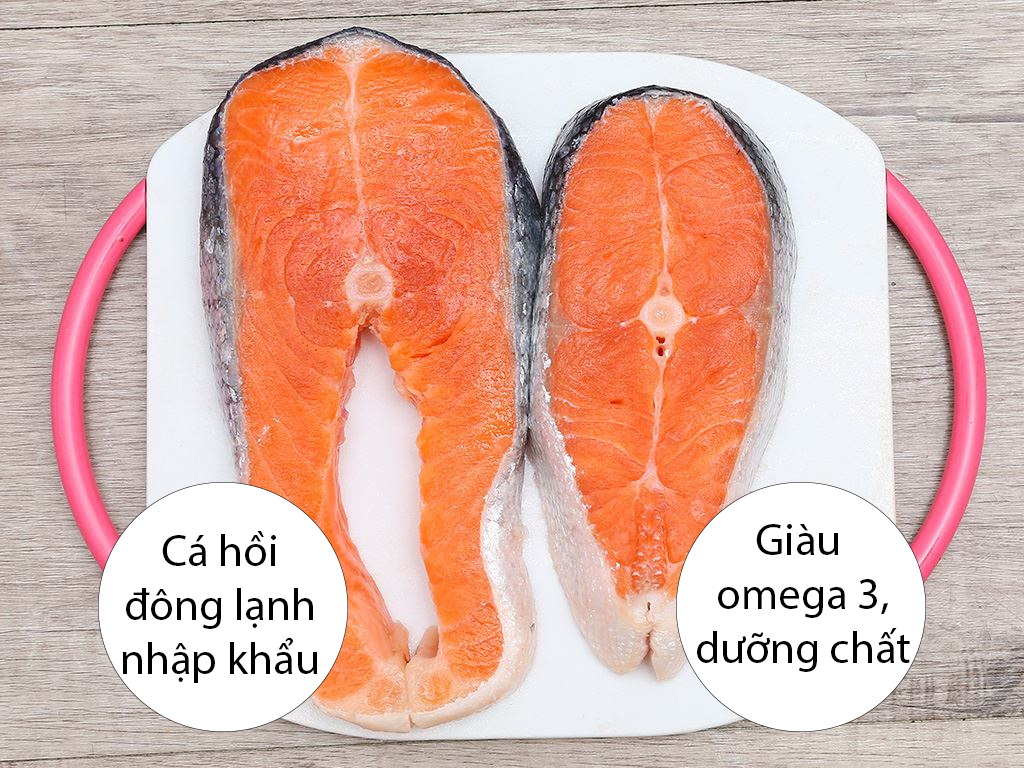 Cá hồi
đông lạnh
nhập khẩu
Giàu
omega 3,
dưỡng chất